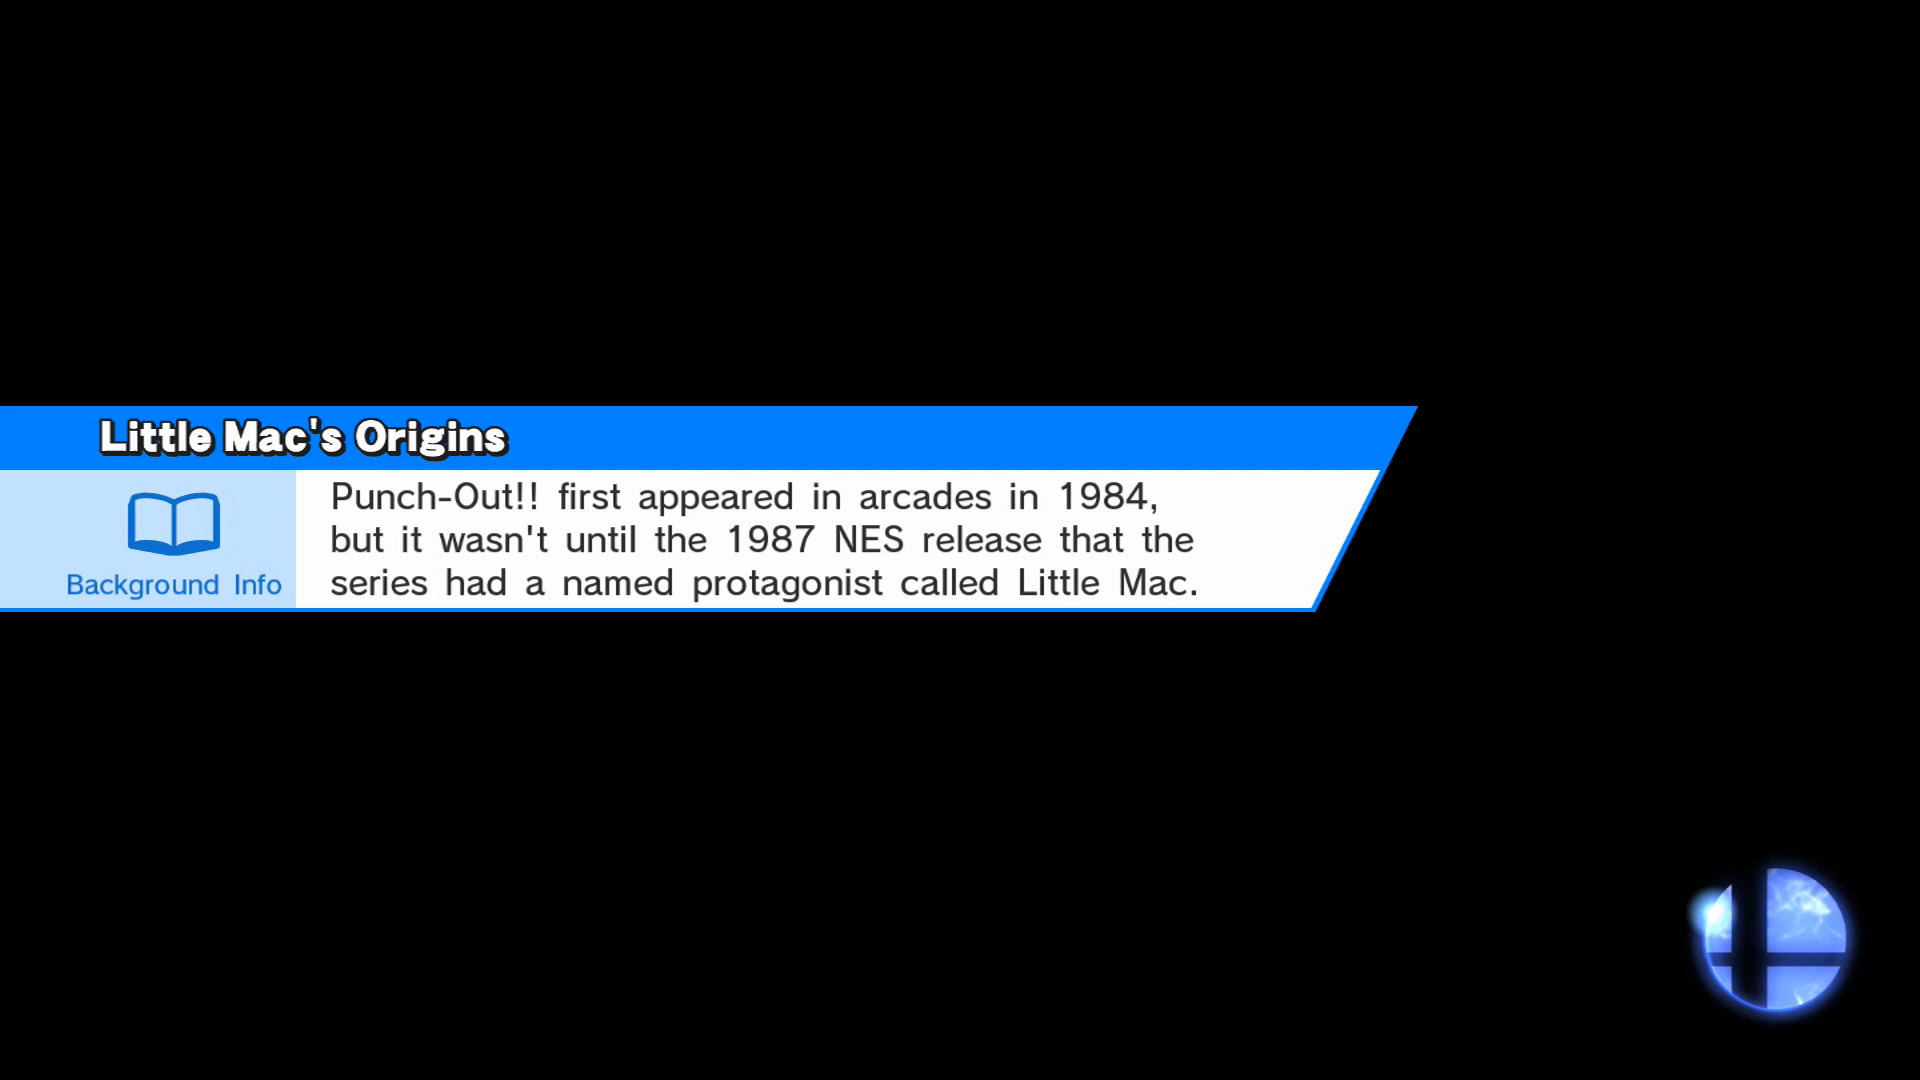 Little Mac's Origins
Background Info
Punch-Out!! first appeared in arcades in 1984,
but it wasn't until the 1987 NES release that the
series had a named protagonist called Little Mac.